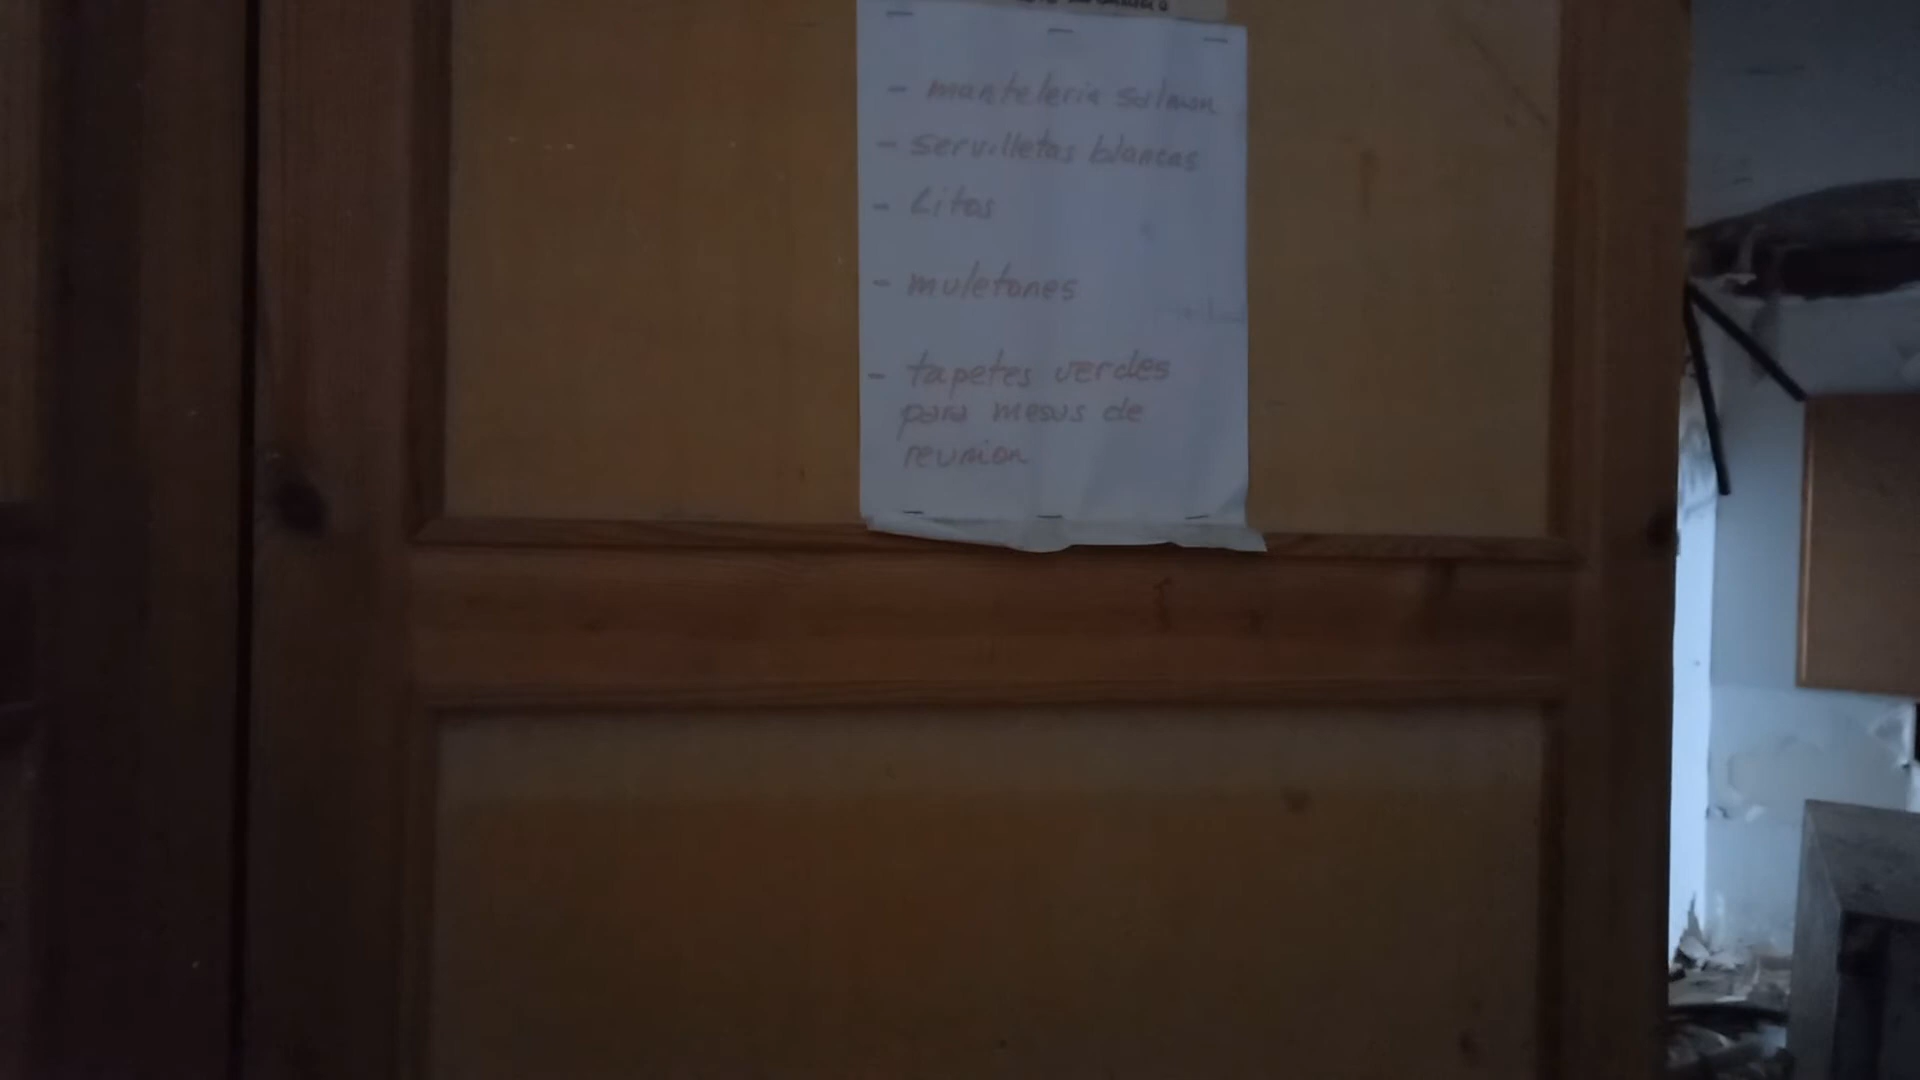 - manteleria salmon
- servilletas blancas
- Litos
- muletones
- tapetes verdes
para mesas de
reunion